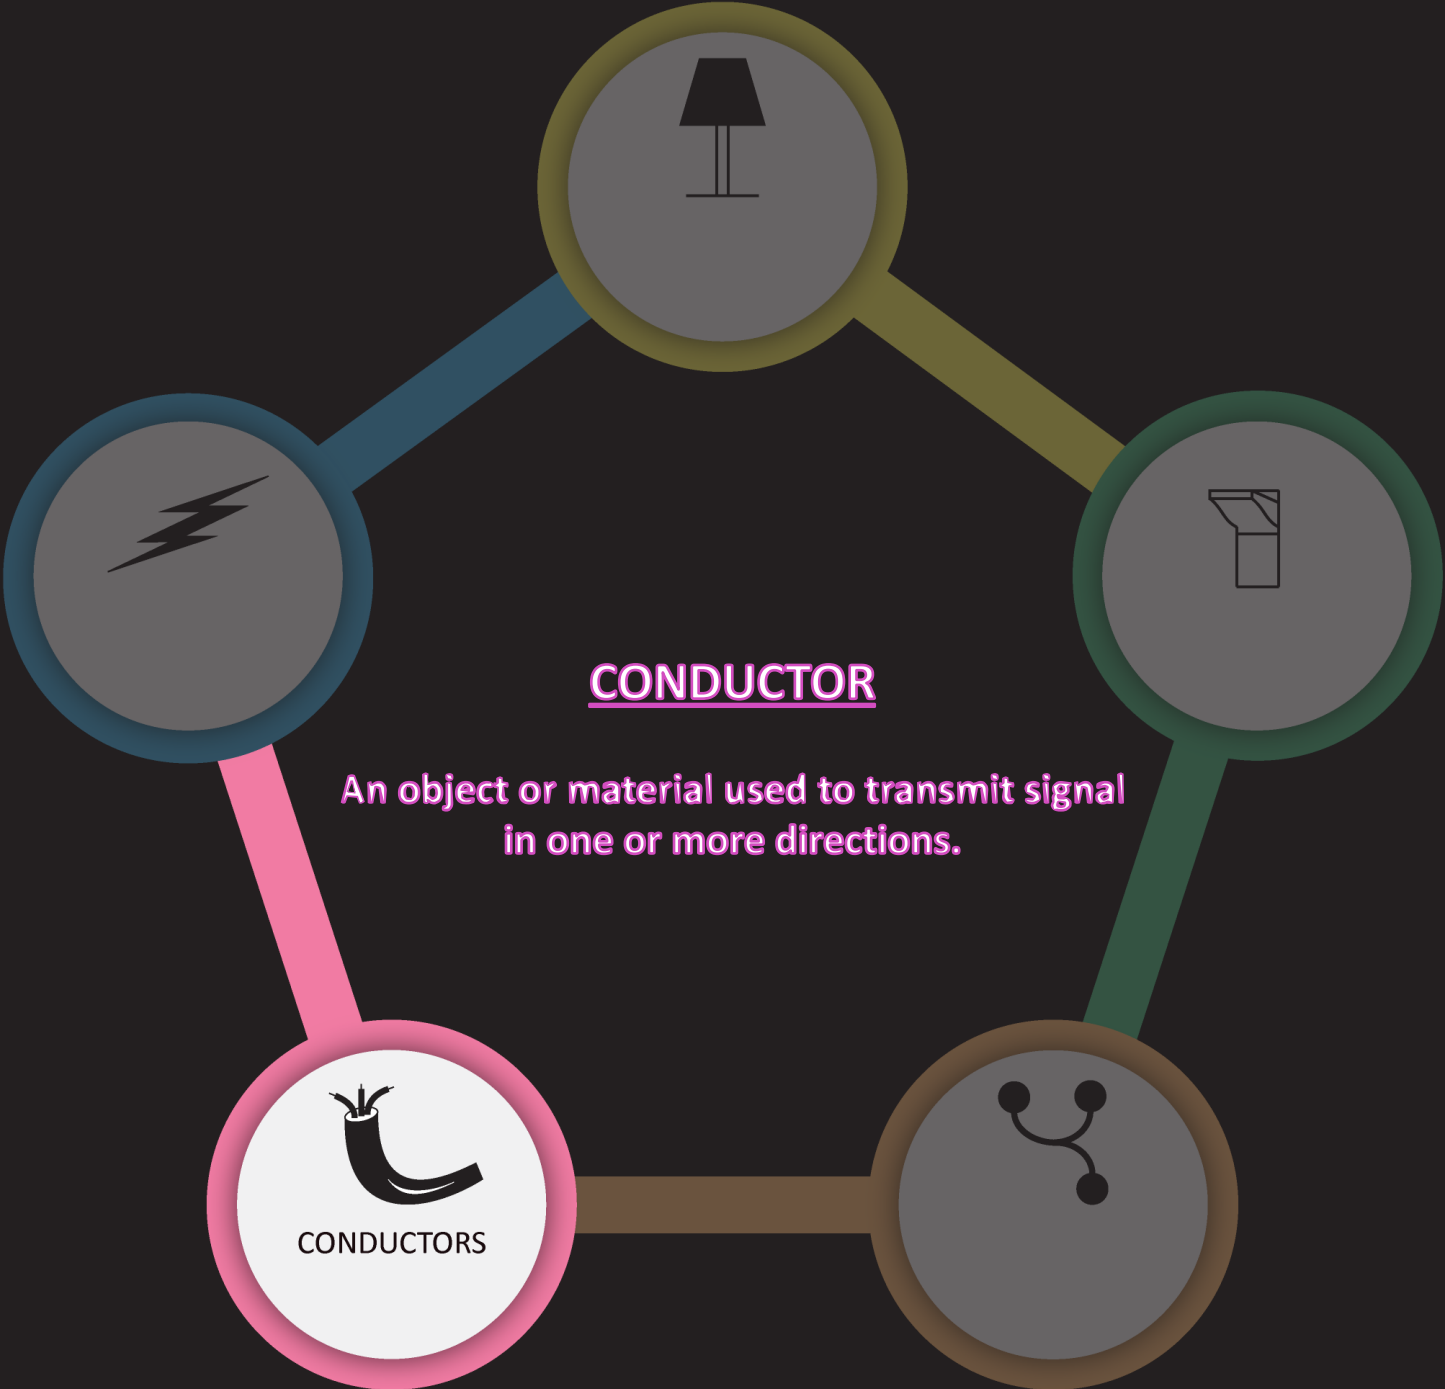 CONDUCTOR
An object or material used to transmit signal
in one or more directions.
CONDUCTORS